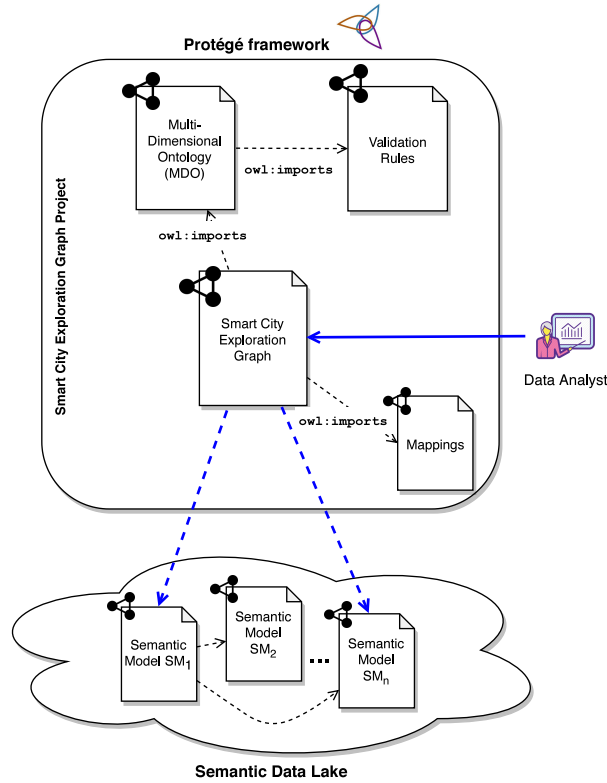 Protégé framework
Smart City Exploration Graph Project
Multi-
Dimensional
Ontology
(MDO)
Validation
Rules
owl:imports
owl:imports
Smart City
Exploration
Graph
Data Analyst
owl:imports
Mappings
Semantic
Model SM1
Semantic
Model
SM2
...
Semantic
Model
SMn
Semantic Data Lake